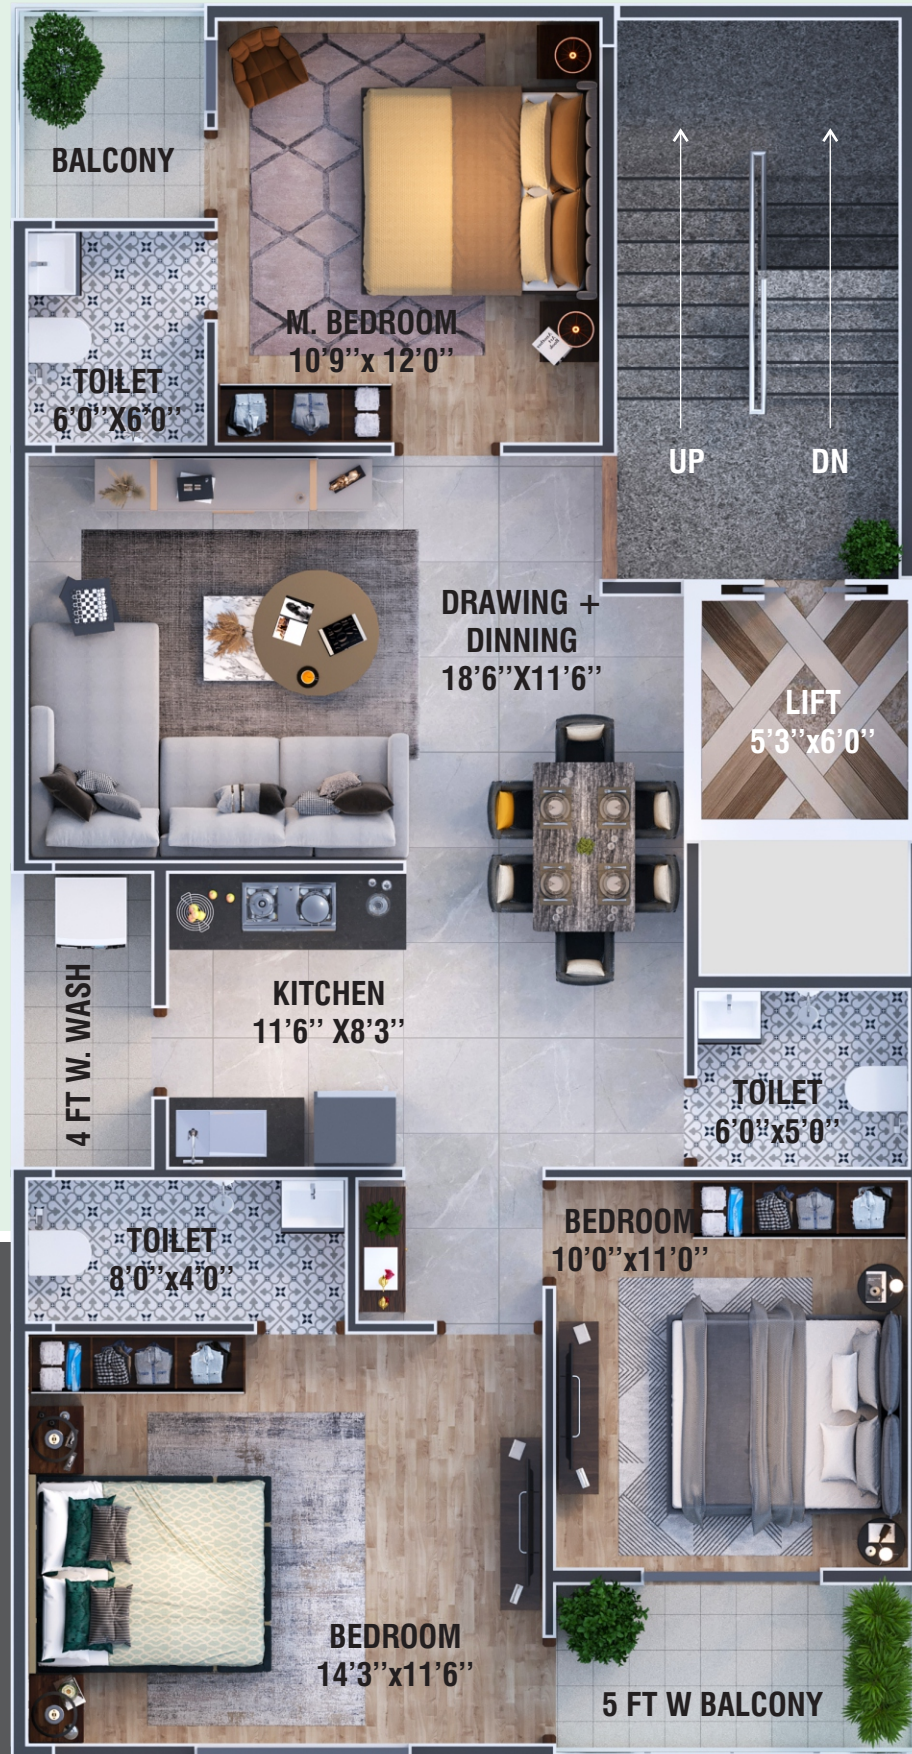 BALCONY
M. BEDROOM
10'9''x 12'0''
TOILET
6'0''X6'0''
UP
DN
DRAWING +
DINNING
18'6''X11'6''
LIFT
5'3''x6'0''
4 FT W. WASH
KITCHEN
11'6'' X8'3''
TOILET
6'0''x5'0''
TOILET
8'0''x4'0''
BEDROOM
10'0''x11'0''
BEDROOM
14'3''x11'6''
5 FT W BALCONY